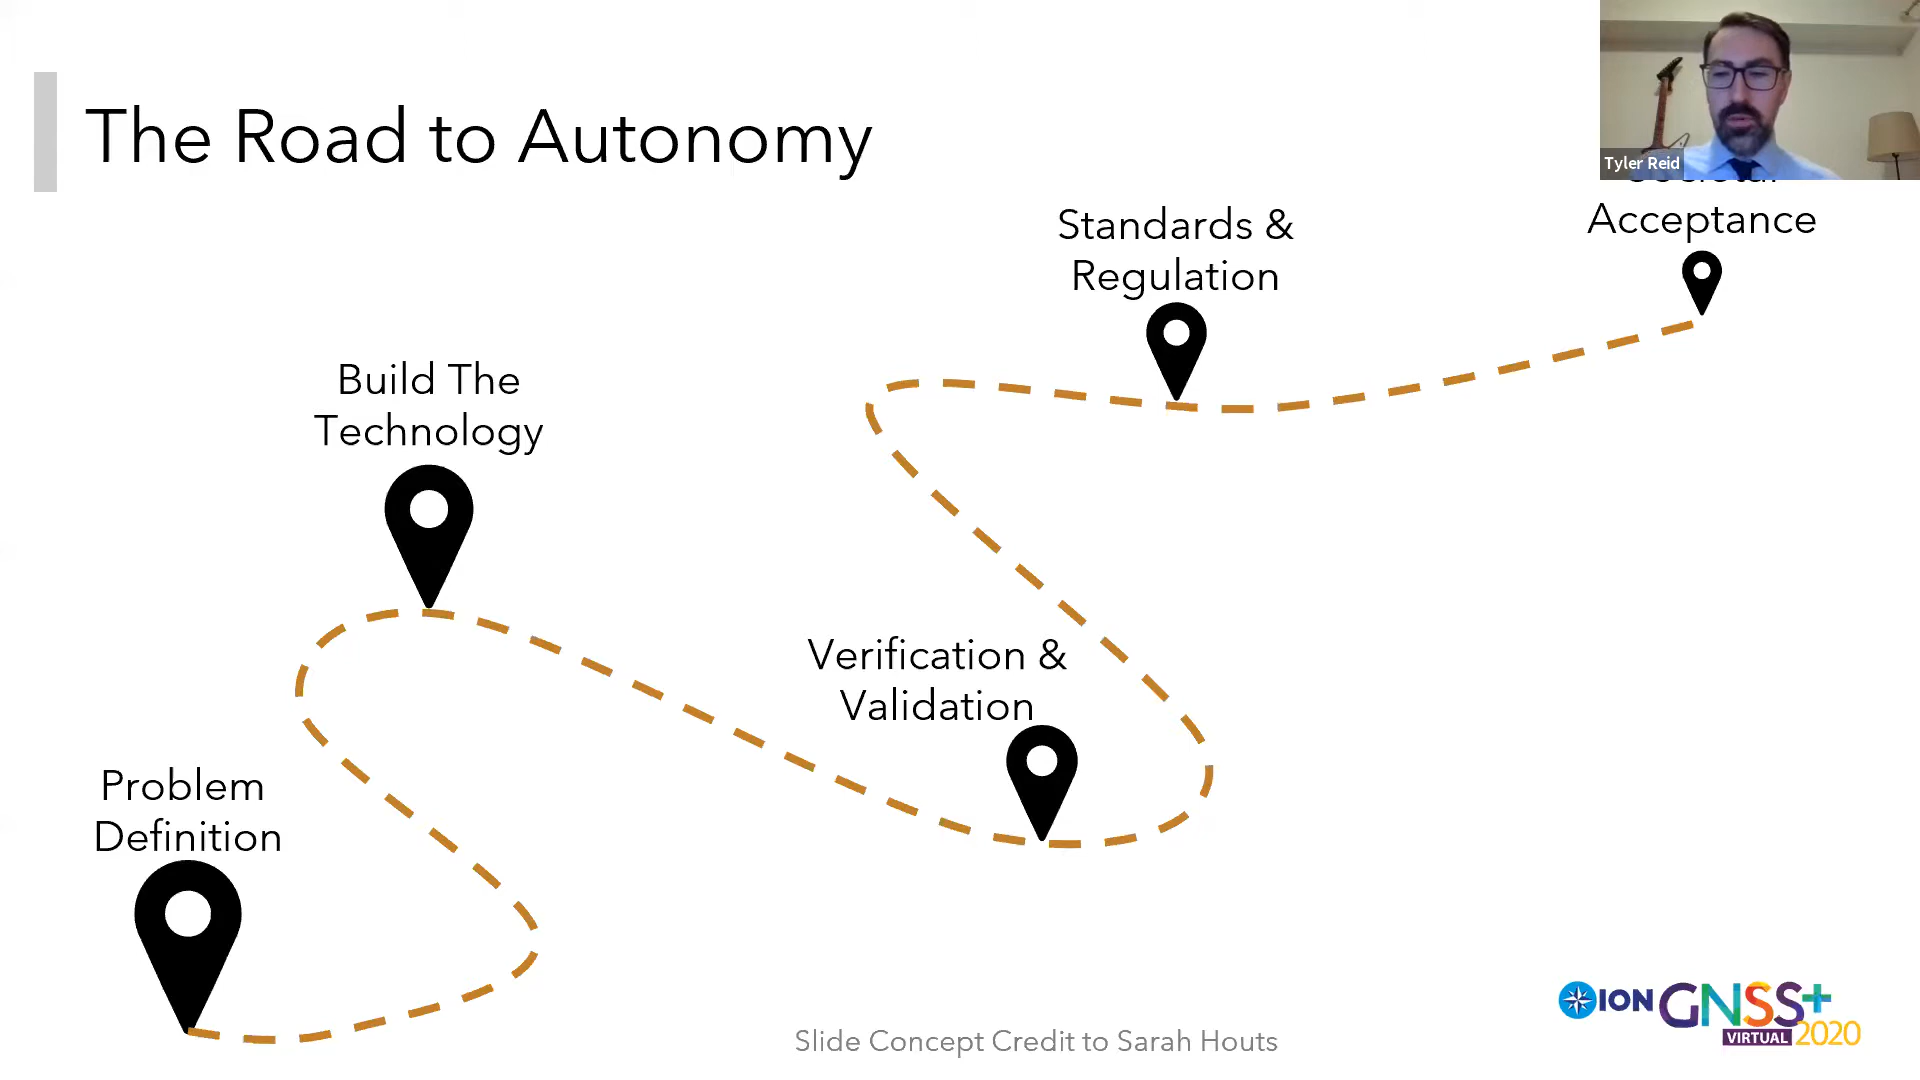 The Road to Autonomy
Tyler Reid
Acceptance
Standards &
Regulation
Build The
Technology
Verification &
Validation
Problem
Definition
Slide Concept Credit to Sarah Houts
ION GNSS+
VIRTUAL 2020